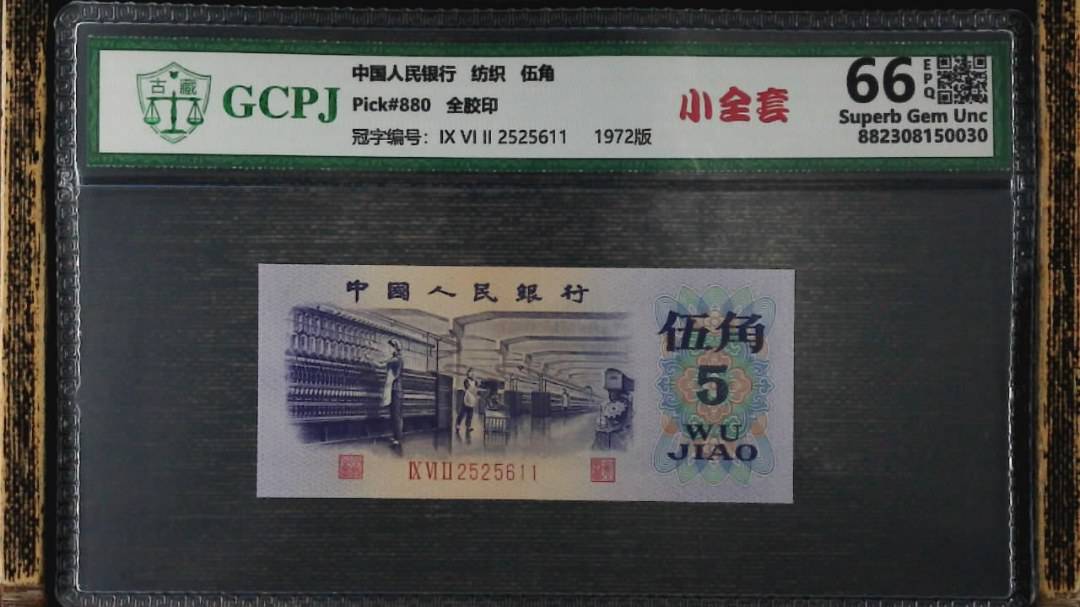 古藏
GCPJ
中国人民银行 纺织 伍角
Pick#880 全胶印
冠字编号: IX VI II 2525611 1972版
小全套
66 EPQ
Superb Gem Unc
882308150030
中國人民銀行
伍角
5
WU
JIAO
IX VI II 2525611